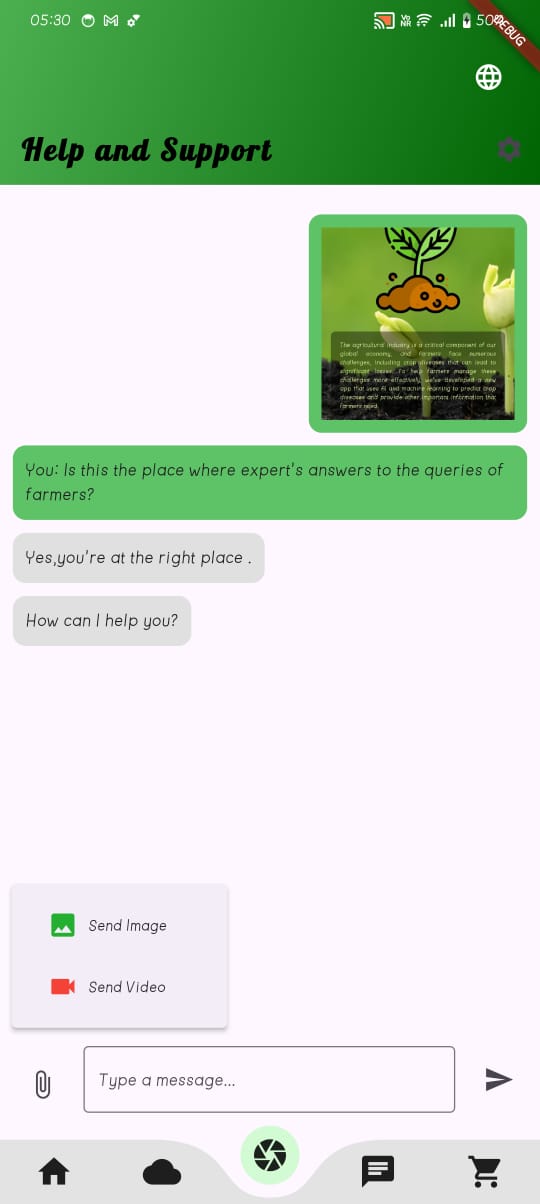 05:30
Vo
NR
50%
DEBUG
Help and Support
The agricultural industry is a critical component of our
global economy, and farmers face numerous
challenges, including crop diseases that can lead to
significant losses. To help farmers manage these
challenges more effectively, we've developed a new
app that uses AI and machine learning to predict crop
diseases and provide other important information that
farmers need.
You: Is this the place where expert's answers to the queries of
farmers?
Yes,you're at the right place .
How can I help you?
Send Image
Send Video
Type a message...